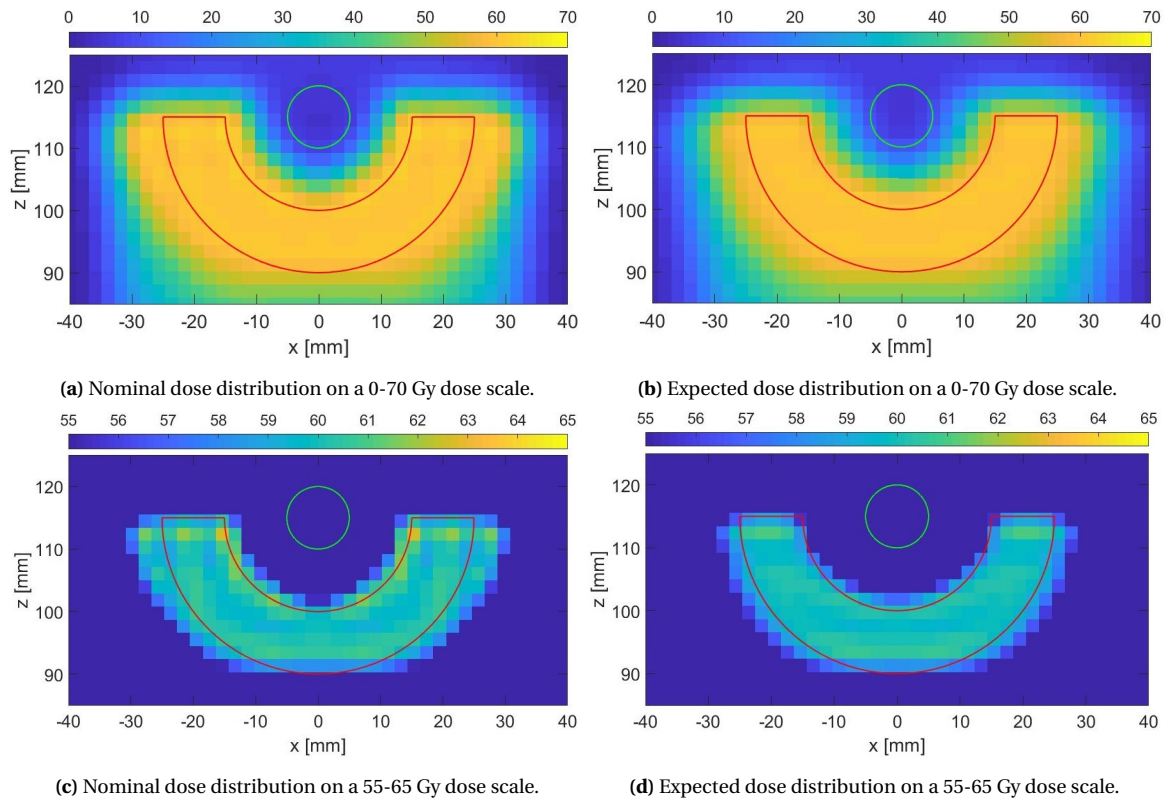 0 10 20 30 40 50 60 70
0 10 20 30 40 50 60 70
z [mm]
120
110
100
90
-40 -30 -20 -10 0 10 20 30 40
x [mm]
z [mm]
120
110
100
90
-40 -30 -20 -10 0 10 20 30 40
x [mm]
(a) Nominal dose distribution on a 0-70 Gy dose scale.
(b) Expected dose distribution on a 0-70 Gy dose scale.
55 56 57 58 59 60 61 62 63 64 65
55 56 57 58 59 60 61 62 63 64 65
z [mm]
120
110
100
90
-40 -30 -20 -10 0 10 20 30 40
x [mm]
z [mm]
120
110
100
90
-40 -30 -20 -10 0 10 20 30 40
x [mm]
(c) Nominal dose distribution on a 55-65 Gy dose scale.
(d) Expected dose distribution on a 55-65 Gy dose scale.